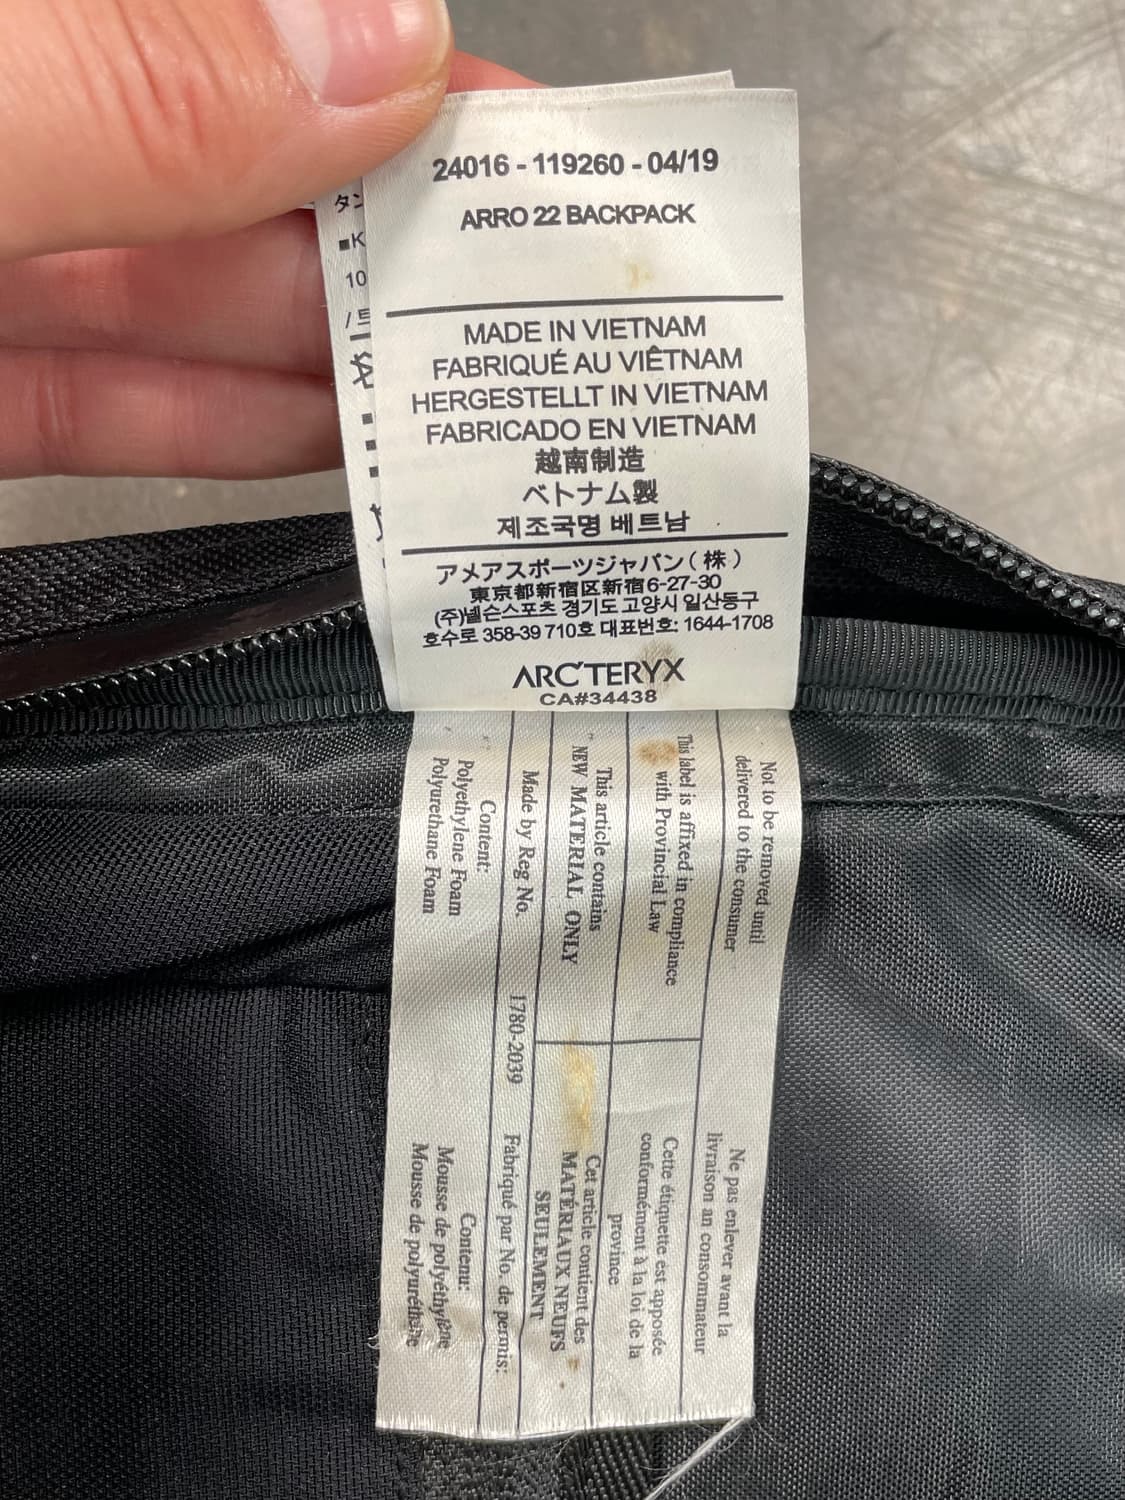 24016 - 119260 - 04/19
ARRO 22 BACKPACK
MADE IN VIETNAM
FABRIQUÉ AU VIÊTNAM
HERGESTELLT IN VIETNAM
FABRICADO EN VIETNAM
越南制造
ベトナム製
제조국명 베트남
アメアスポーツジャパン(株)
東京都新宿区新宿6-27-30
(주)넬슨스포츠 경기도 고양시 일산동구
호수로 358-39 710호 대표번호: 1644-1708
ARC'TERYX
CA#34438
Not to be removed until
delivered to the consumer
Ne pas enlever avant la
livraison an consommateur
This label is affixed in compliance
with Provincial Law
Cette étiquette est apposée
conformément à la loi de la
province
This article contains
NEW MATERIAL ONLY
Cet article contient des
MATÉRIAUX NEUFS
SEULEMENT
Made by Reg No. 1780-2039 Fabriqué par No. de permis:
Content:
Polyethylene Foam
Polyurethane Foam
Contenu:
Mousse de polyéthylène
Mousse de polyuréthane
タン
■K
10
/트